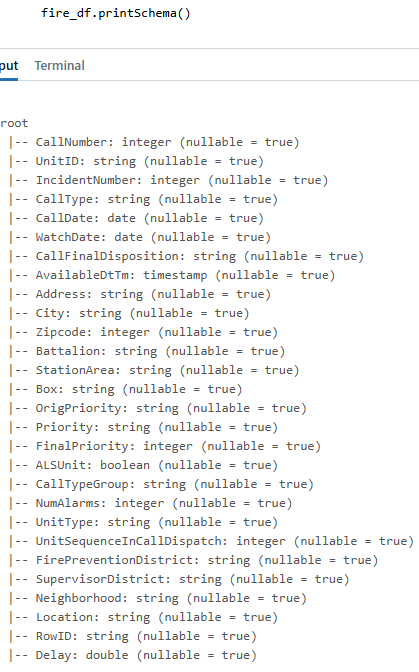 fire_df.printSchema()
put Terminal
root
|-- CallNumber: integer (nullable = true)
|-- UnitID: string (nullable = true)
|-- IncidentNumber: integer (nullable = true)
|-- CallType: string (nullable = true)
|-- CallDate: date (nullable = true)
|-- WatchDate: date (nullable = true)
|-- CallFinalDisposition: string (nullable = true)
|-- AvailableDtTm: timestamp (nullable = true)
|-- Address: string (nullable = true)
|-- City: string (nullable = true)
|-- Zipcode: integer (nullable = true)
|-- Battalion: string (nullable = true)
|-- StationArea: string (nullable = true)
|-- Box: string (nullable = true)
|-- OrigPriority: string (nullable = true)
|-- Priority: string (nullable = true)
|-- FinalPriority: integer (nullable = true)
|-- ALSUnit: boolean (nullable = true)
|-- CallTypeGroup: string (nullable = true)
|-- NumAlarms: integer (nullable = true)
|-- UnitType: string (nullable = true)
|-- UnitSequenceInCallDispatch: integer (nullable = true)
|-- FirePreventionDistrict: string (nullable = true)
|-- SupervisorDistrict: string (nullable = true)
|-- Neighborhood: string (nullable = true)
|-- Location: string (nullable = true)
|-- RowID: string (nullable = true)
|-- Delay: double (nullable = true)